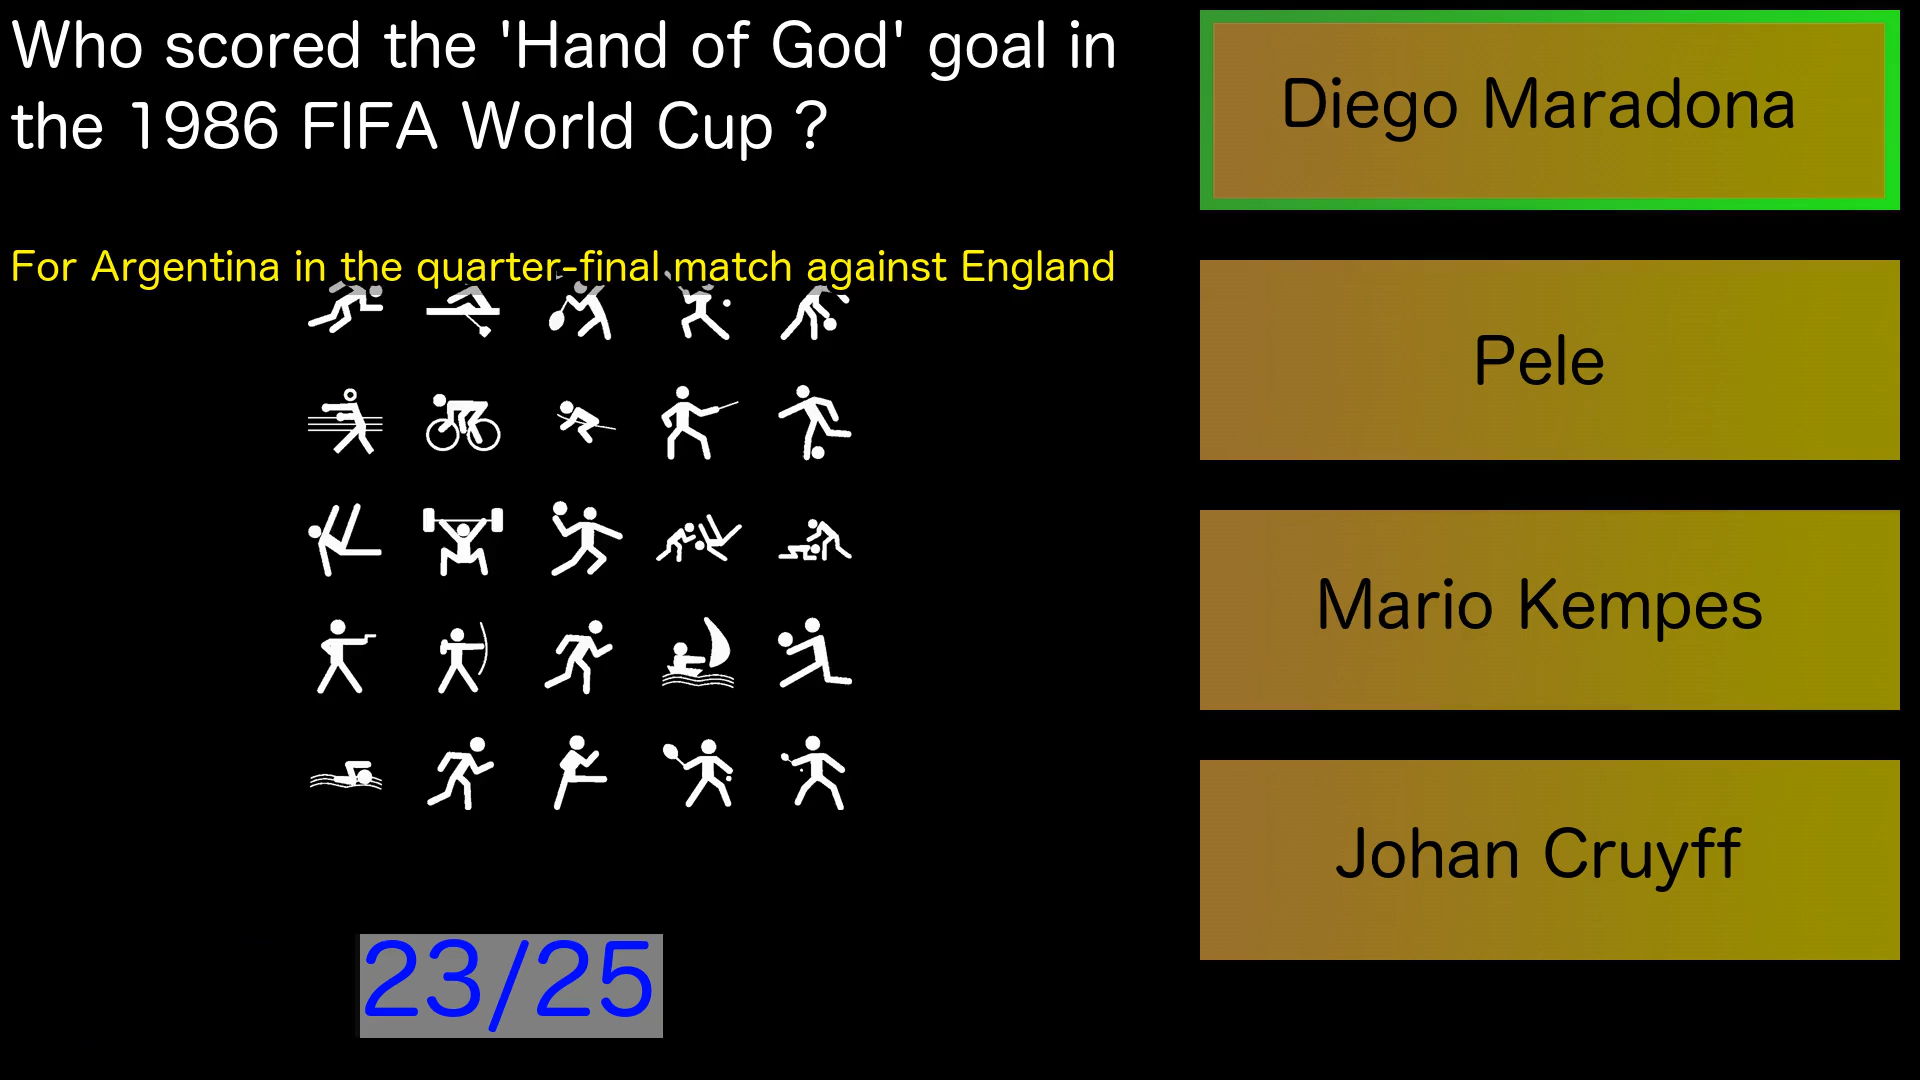 Who scored the 'Hand of God' goal in
the 1986 FIFA World Cup ?
For Argentina in the quarter-final match against England
Diego Maradona
Pele
Mario Kempes
Johan Cruyff
23/25